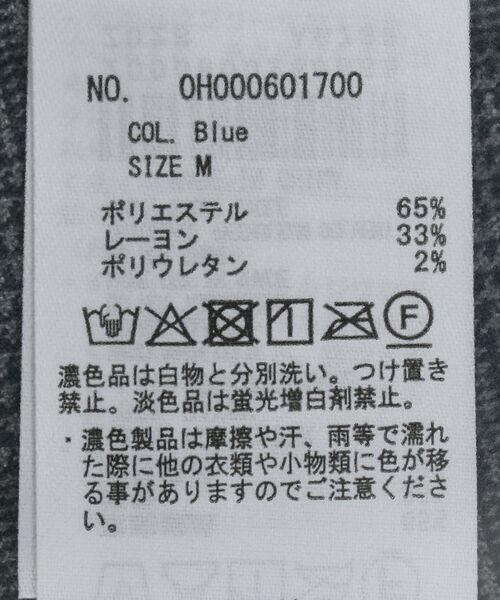 NO. 0H000601700
COL. Blue
SIZE M
ポリエステル 65%
レーヨン 33%
ポリウレタン 2%
F
濃色品は白物と分別洗い。つけ置き
禁止。淡色品は蛍光増白剤禁止。
・濃色製品は摩擦や汗、雨等で濡れ
た際に他の衣類や小物類に色が移
る事がありますのでご注意くださ
い。